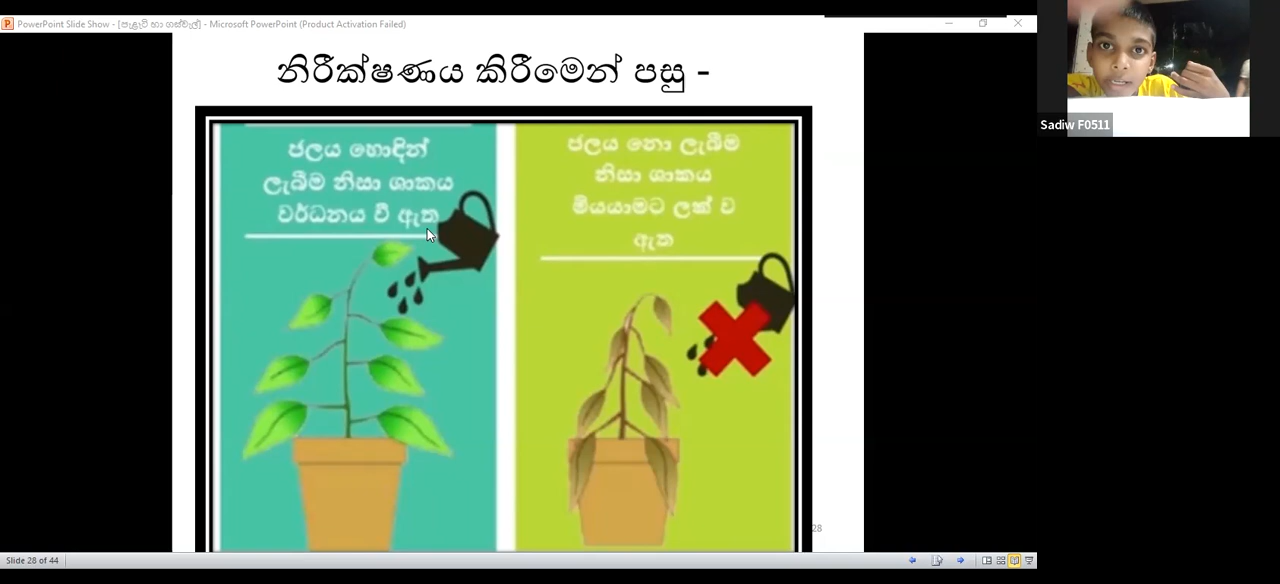 PowerPoint Slide Show - [පැළෑටි හා ගස්වැල්] - Microsoft PowerPoint (Product Activation Failed)
නිරීක්ෂණය කිරීමෙන් පසු -
ජලය හොඳින්
ලැබීම නිසා ශාකය
වර්ධනය වී ඇත
ජලය නො ලැබීම
නිසා ශාකය
මියයාමට ලක් ව
ඇත
28
Sadiw F0511
Slide 28 of 44